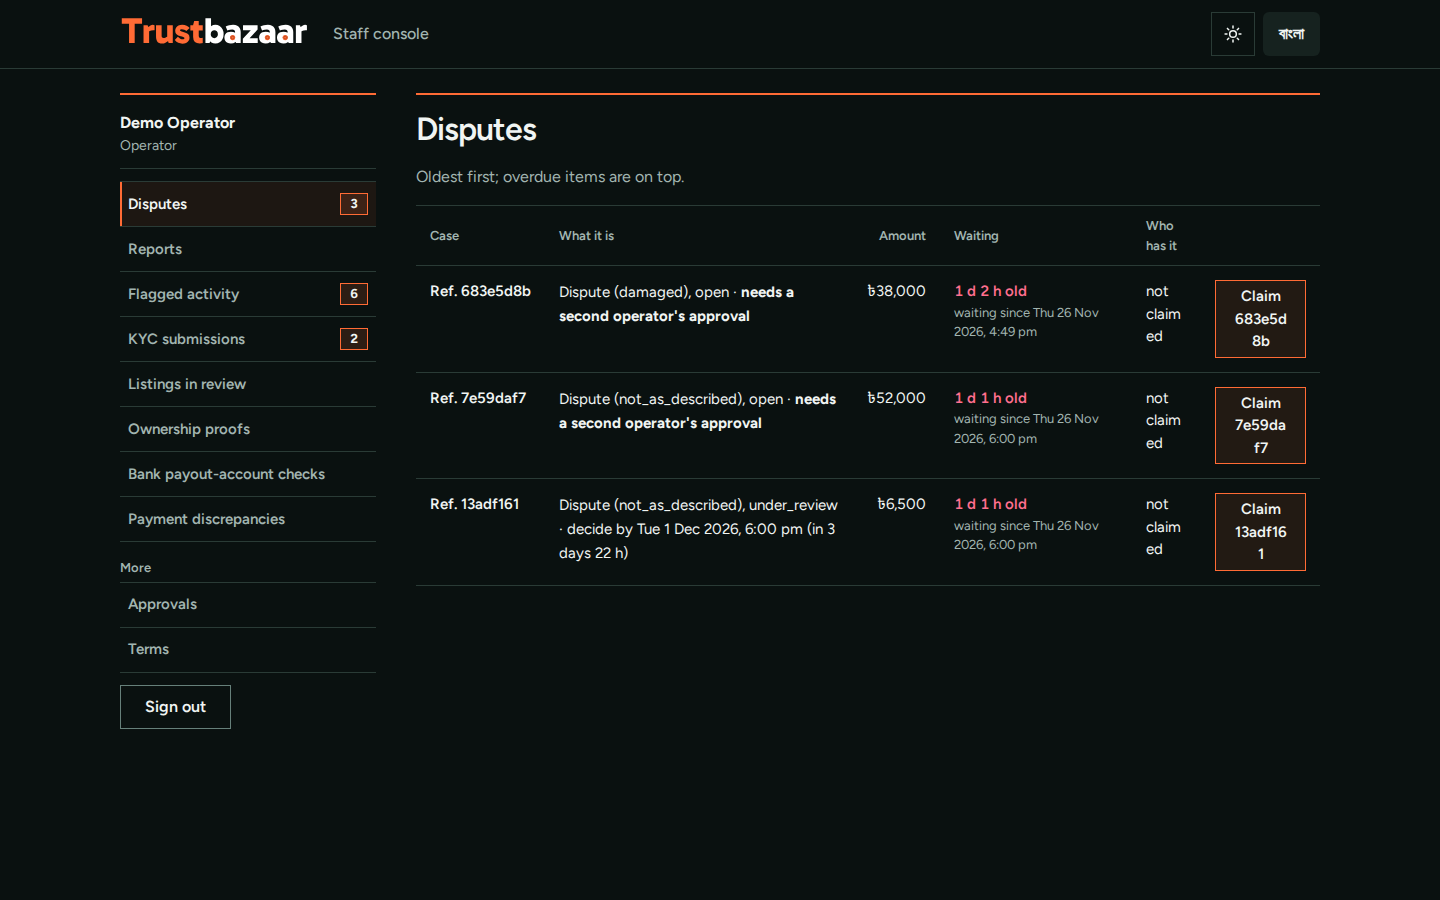 Trustbazaar Staff console বাংলা
Demo Operator
Operator
Disputes 3
Reports
Flagged activity 6
KYC submissions 2
Listings in review
Ownership proofs
Bank payout-account checks
Payment discrepancies
More
Approvals
Terms
Sign out
Disputes
Oldest first; overdue items are on top.
Case What it is Amount Waiting Who
has it
Ref. 683e5d8b Dispute (damaged), open · needs a ৳38,000 1 d 2 h old not Claim
second operator's approval waiting since Thu 26 Nov claim 683e5d
2026, 4:49 pm ed 8b
Ref. 7e59daf7 Dispute (not_as_described), open · needs ৳52,000 1 d 1 h old not Claim
a second operator's approval waiting since Thu 26 Nov claim 7e59da
2026, 6:00 pm ed f7
Ref. 13adf161 Dispute (not_as_described), under_review ৳6,500 1 d 1 h old not Claim
· decide by Tue 1 Dec 2026, 6:00 pm (in 3 waiting since Thu 26 Nov claim 13adf16
days 22 h) 2026, 6:00 pm ed 1